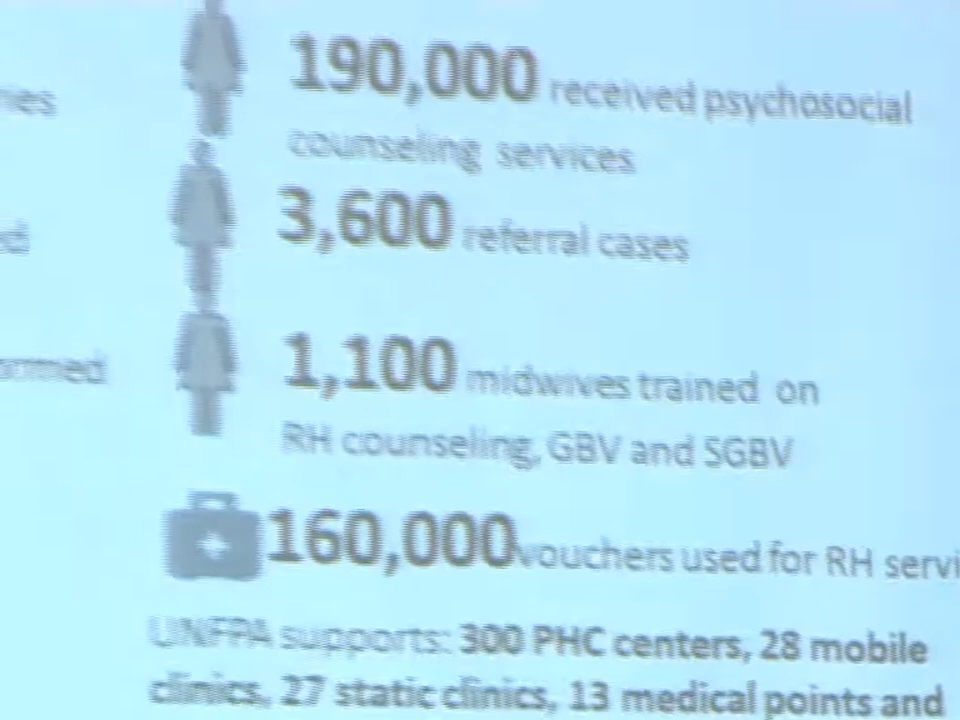 190,000 received psychosocial
counseling services
3,600 referral cases
1,100 midwives trained on
RH counseling, GBV and SGBV
160,000 vouchers used for RH servi
UNFPA supports: 300 PHC centers, 28 mobile
clinics, 27 static clinics, 13 medical points and